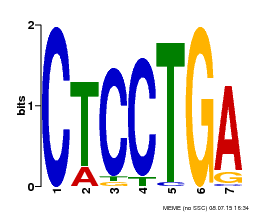 2
bits
1
0
CTCCTGA
A T T C G
G
1 2 3 4 5 6 7
MEME (no SSC) 08.07.15 16:34